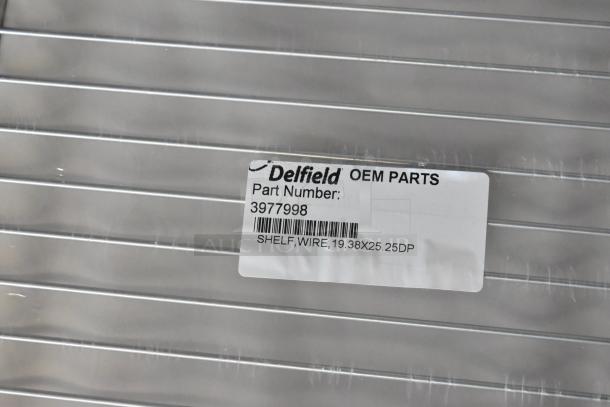 Delfield OEM PARTS
Part Number:
3977998
SHELF,WIRE,19.38X25.25DP